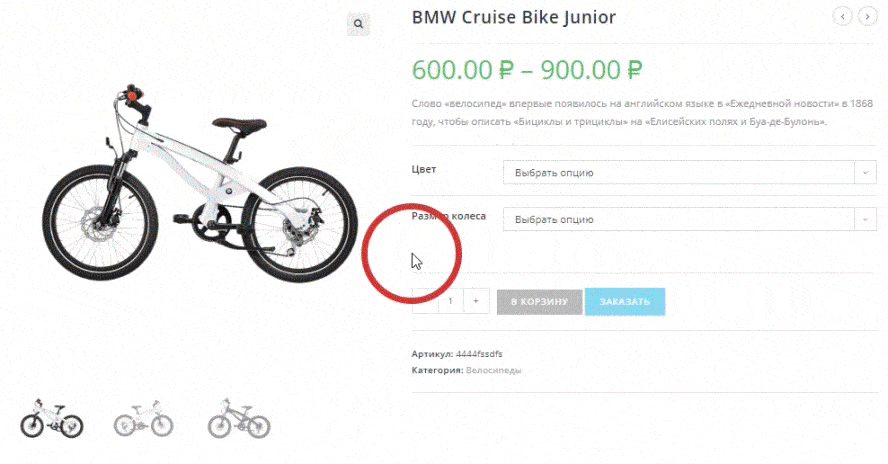 BMW Cruise Bike Junior
600.00 ₽ – 900.00 ₽
Слово «велосипед» впервые появилось на английском языке в «Ежедневной новости» в 1868
году, чтобы описать «Бициклы и трициклы» на «Елисейских полях и Буа-де-Булонь».
Цвет Выбрать опцию
Размер колеса Выбрать опцию
1 + В КОРЗИНУ ЗАКАЗАТЬ
Артикул: 4444fssdfs
Категория: Велосипеды